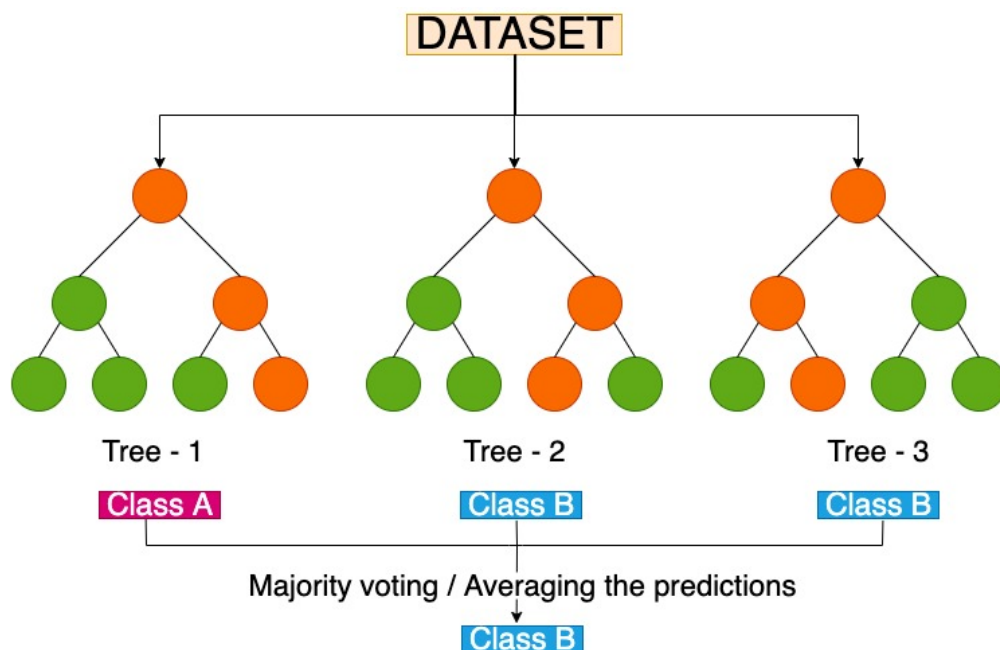 DATASET
Tree - 1
Tree - 2
Tree - 3
Class A
Class B
Class B
Majority voting / Averaging the predictions
Class B